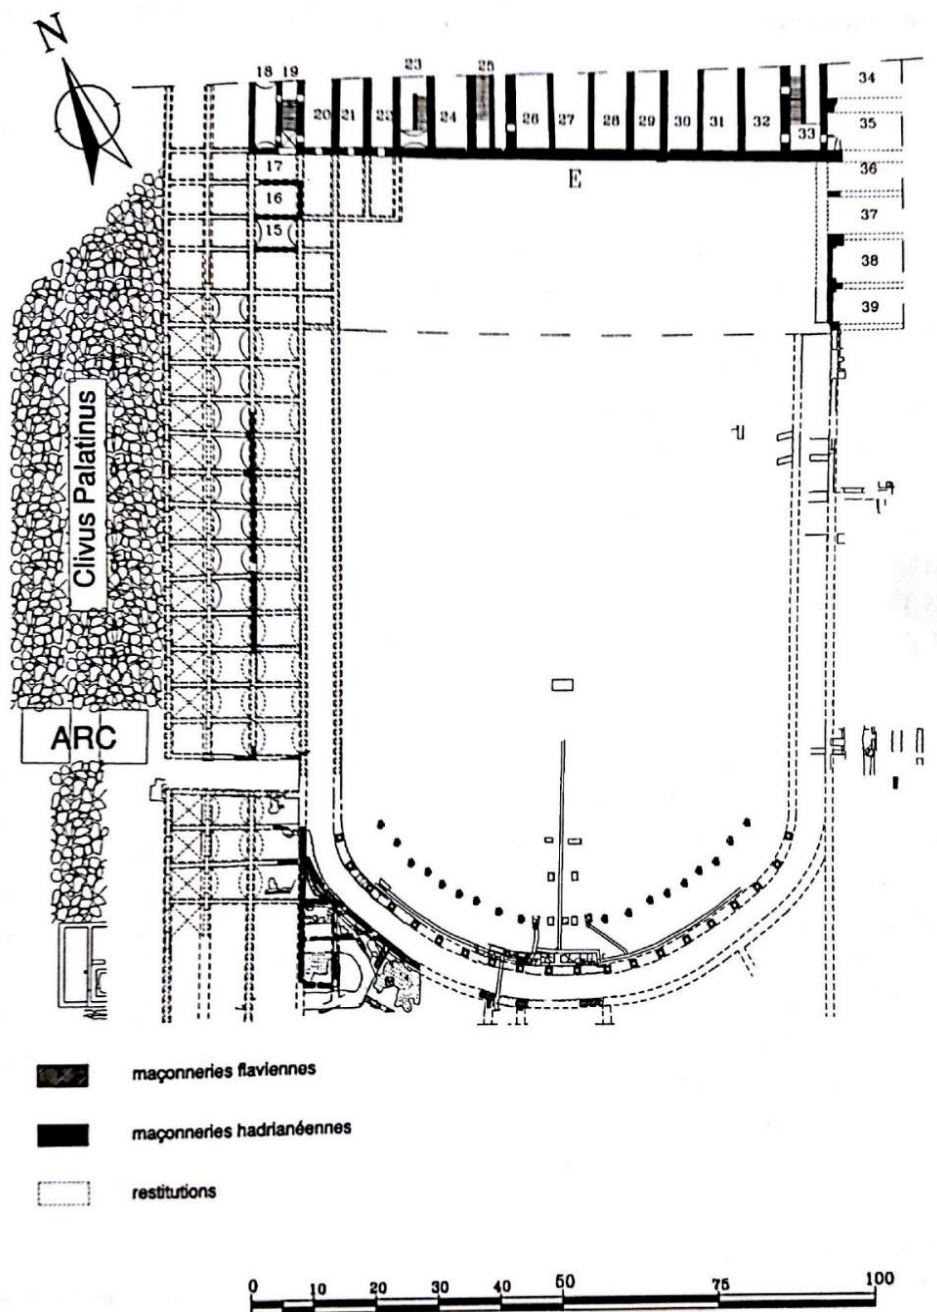 N
18 19 23 25 34
20 21 22 24 26 27 28 29 30 31 32 33 35
17 E 36
16 37
15 38
39
Clivus Palatinus
ARC
maçonneries flaviennes
maçonneries hadrianéennes
restitutions
0 10 20 30 40 50 75 100